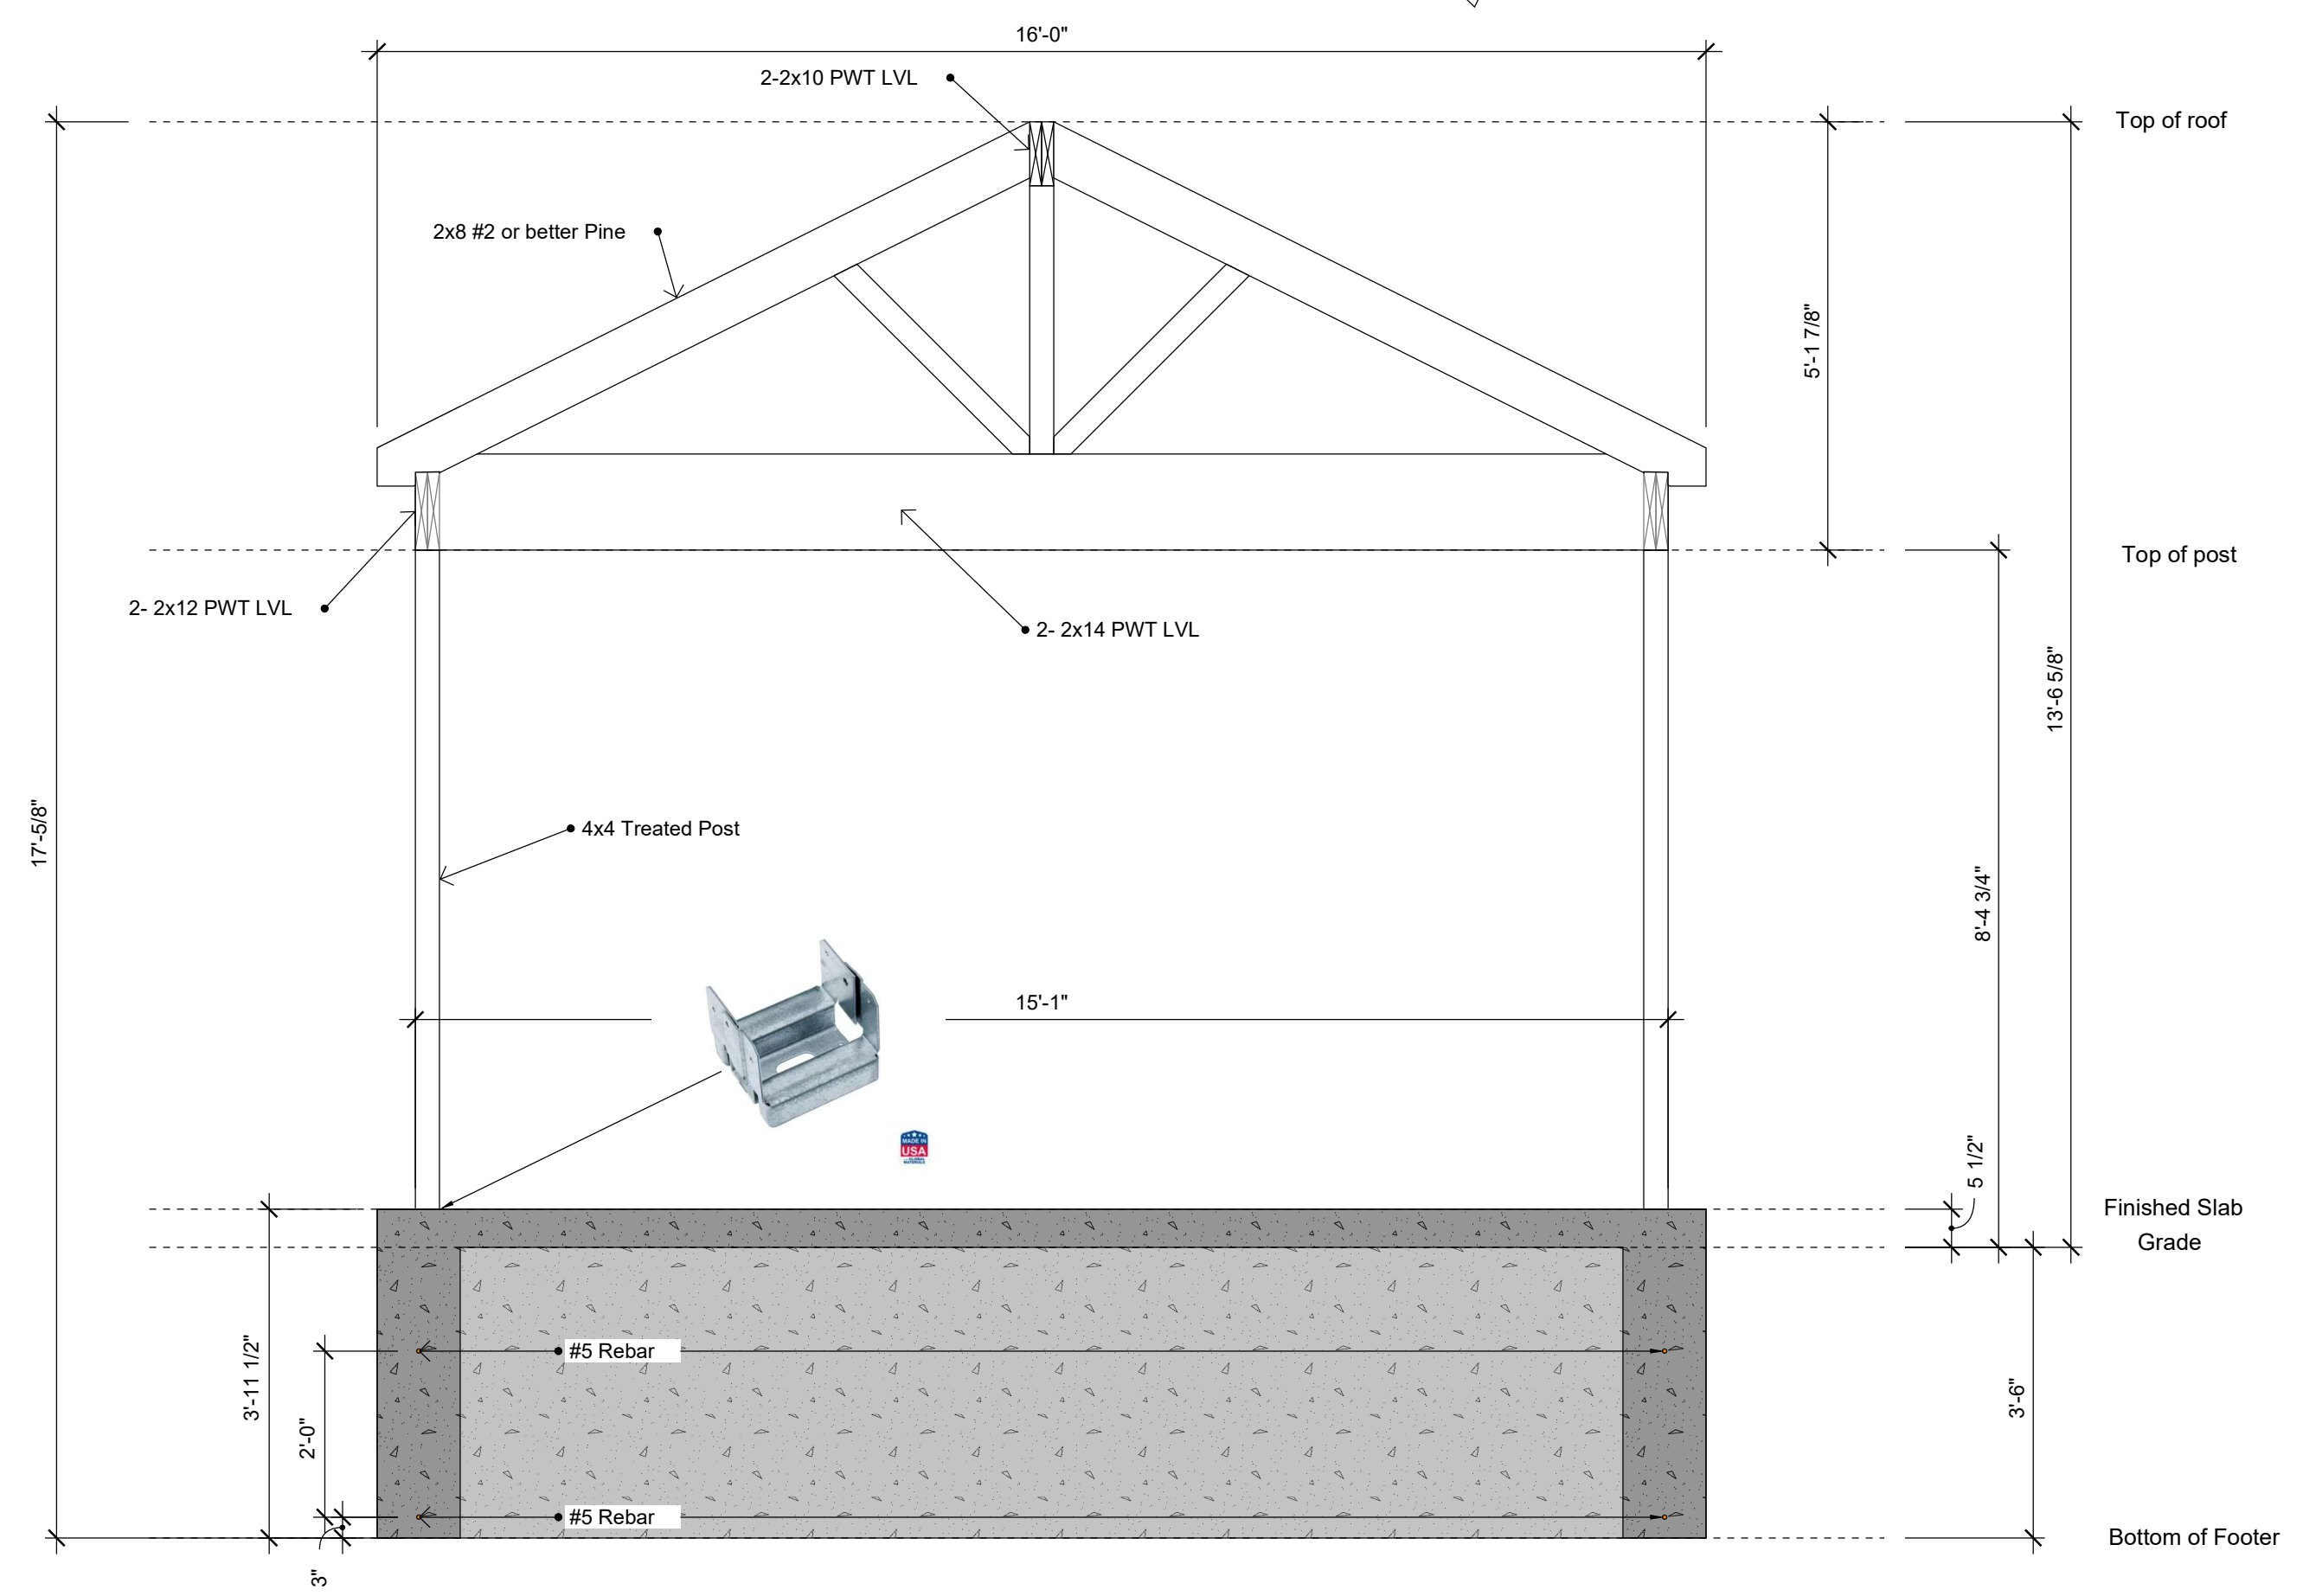 16'-0"
2-2x10 PWT LVL
Top of roof
2x8 #2 or better Pine
5'-1 7/8"
Top of post
2- 2x12 PWT LVL
2- 2x14 PWT LVL
13'-6 5/8"
17'-5/8"
4x4 Treated Post
8'-4 3/4"
15'-1"
MADE IN
USA
5 1/2"
Finished Slab
Grade
#5 Rebar
3'-11 1/2"
2'-0"
3'-6"
#5 Rebar
Bottom of Footer
3"